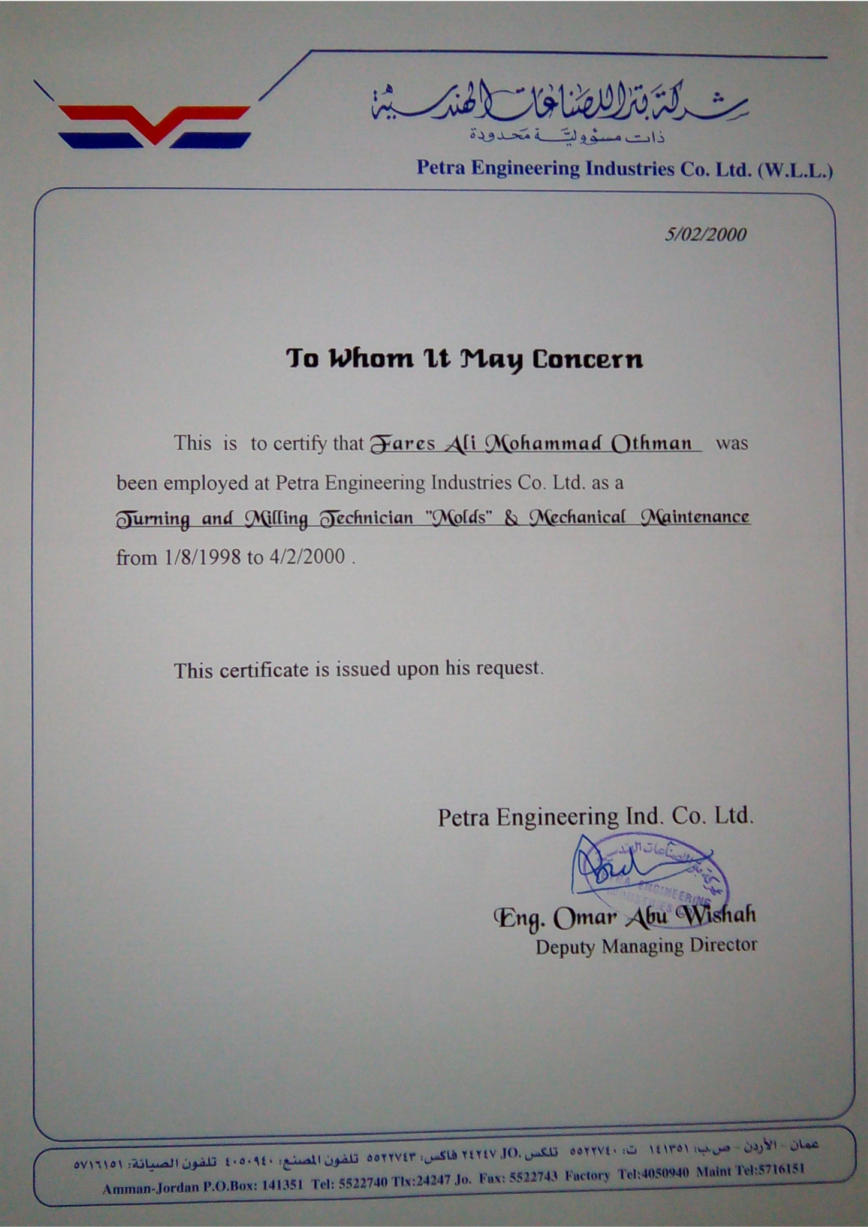 شركة بترا للصناعات الهندسية
ذات مسؤولية محدودة
Petra Engineering Industries Co. Ltd. (W.L.L.)
5/02/2000
To Whom It May Concern
This is to certify that Fares Ali Mohammad Othman was
been employed at Petra Engineering Industries Co. Ltd. as a
Turning and Milling Technician "Molds" & Mechanical Maintenance
from 1/8/1998 to 4/2/2000 .
This certificate is issued upon his request.
Petra Engineering Ind. Co. Ltd.
ENGINEERING
Eng. Omar Abu Wishah
Deputy Managing Director
عمان - الأردن - ص.ب: ١٤١٣٥١ ت: ٥٥٢٢٧٤٠ تلكس .JO ٢٤٢٤٧ فاكس: ٥٥٢٢٧٤٣ تلفون المصنع: ٤٠٥٠٩٤٠ تلفون الصيانة: ٥٧١٦١٥١
Amman-Jordan P.O.Box: 141351 Tel: 5522740 Tlx:24247 Jo. Fax: 5522743 Factory Tel:4050940 Maint Tel:5716151